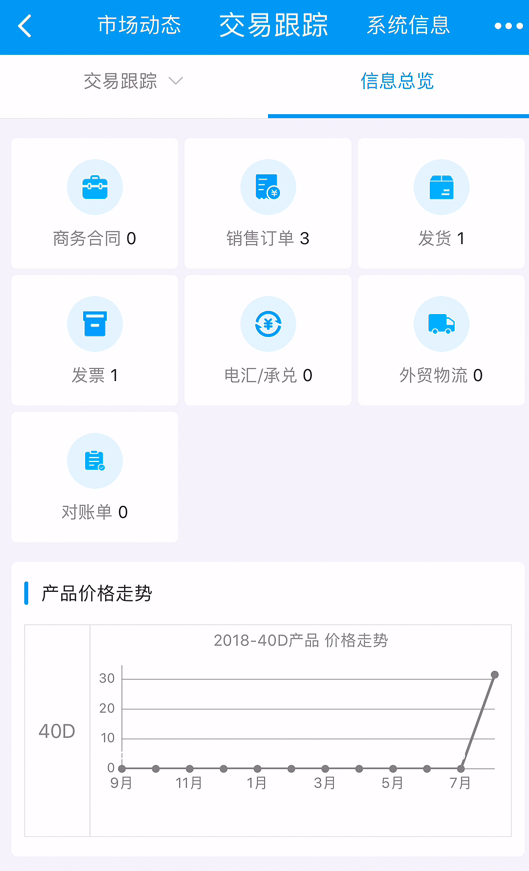 市场动态 交易跟踪 系统信息
交易跟踪 信息总览
商务合同 0 销售订单 3 发货 1
发票 1 电汇/承兑 0 外贸物流 0
对账单 0
产品价格走势
2018-40D产品 价格走势
40D
30
20
10
0
9月 11月 1月 3月 5月 7月